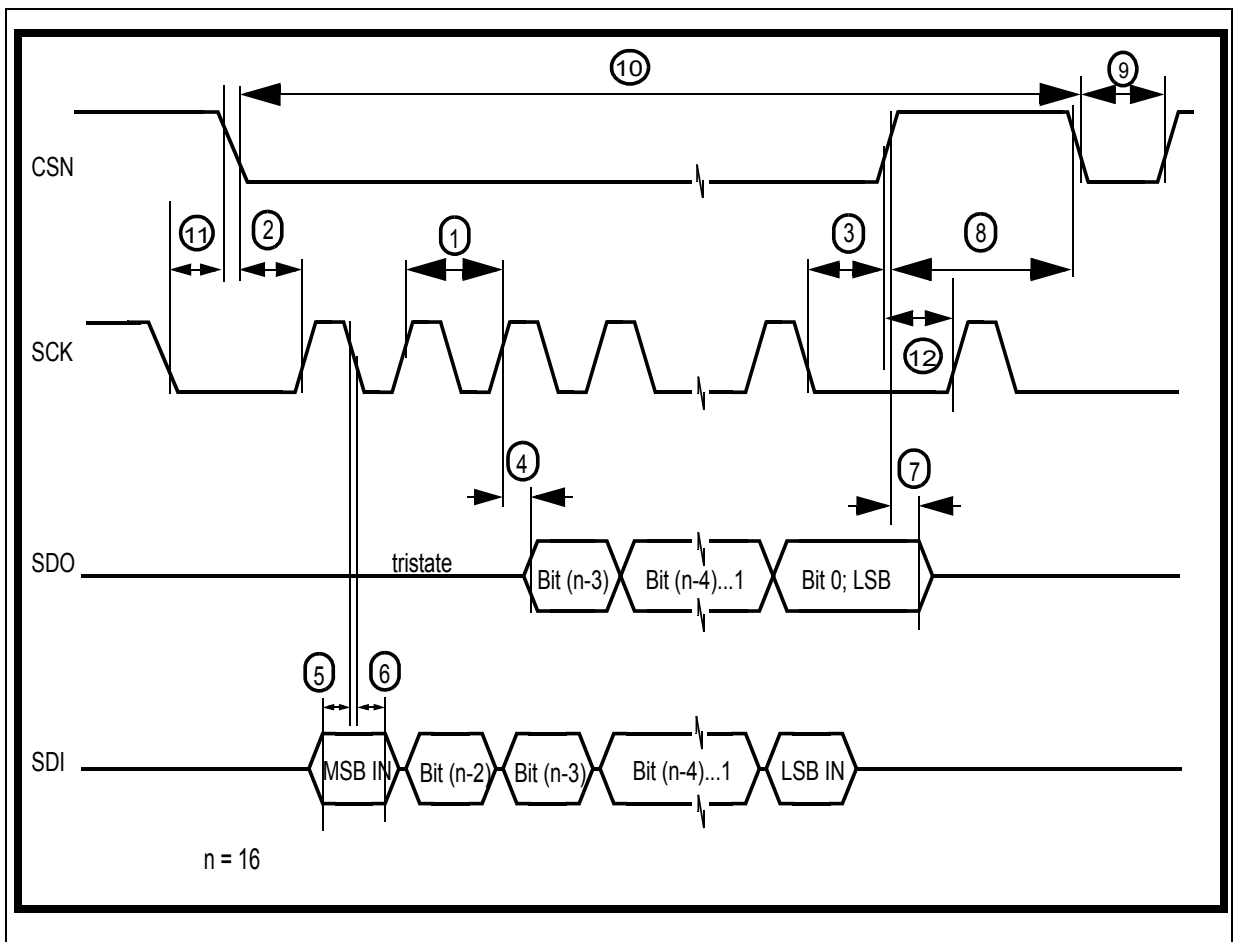 10
9
CSN
11
2
1
3
8
SCK
12
4
7
SDO
tristate
Bit (n-3)
Bit (n-4)...1
Bit 0; LSB
5
6
SDI
MSB IN
Bit (n-2)
Bit (n-3)
Bit (n-4)...1
LSB IN
n = 16